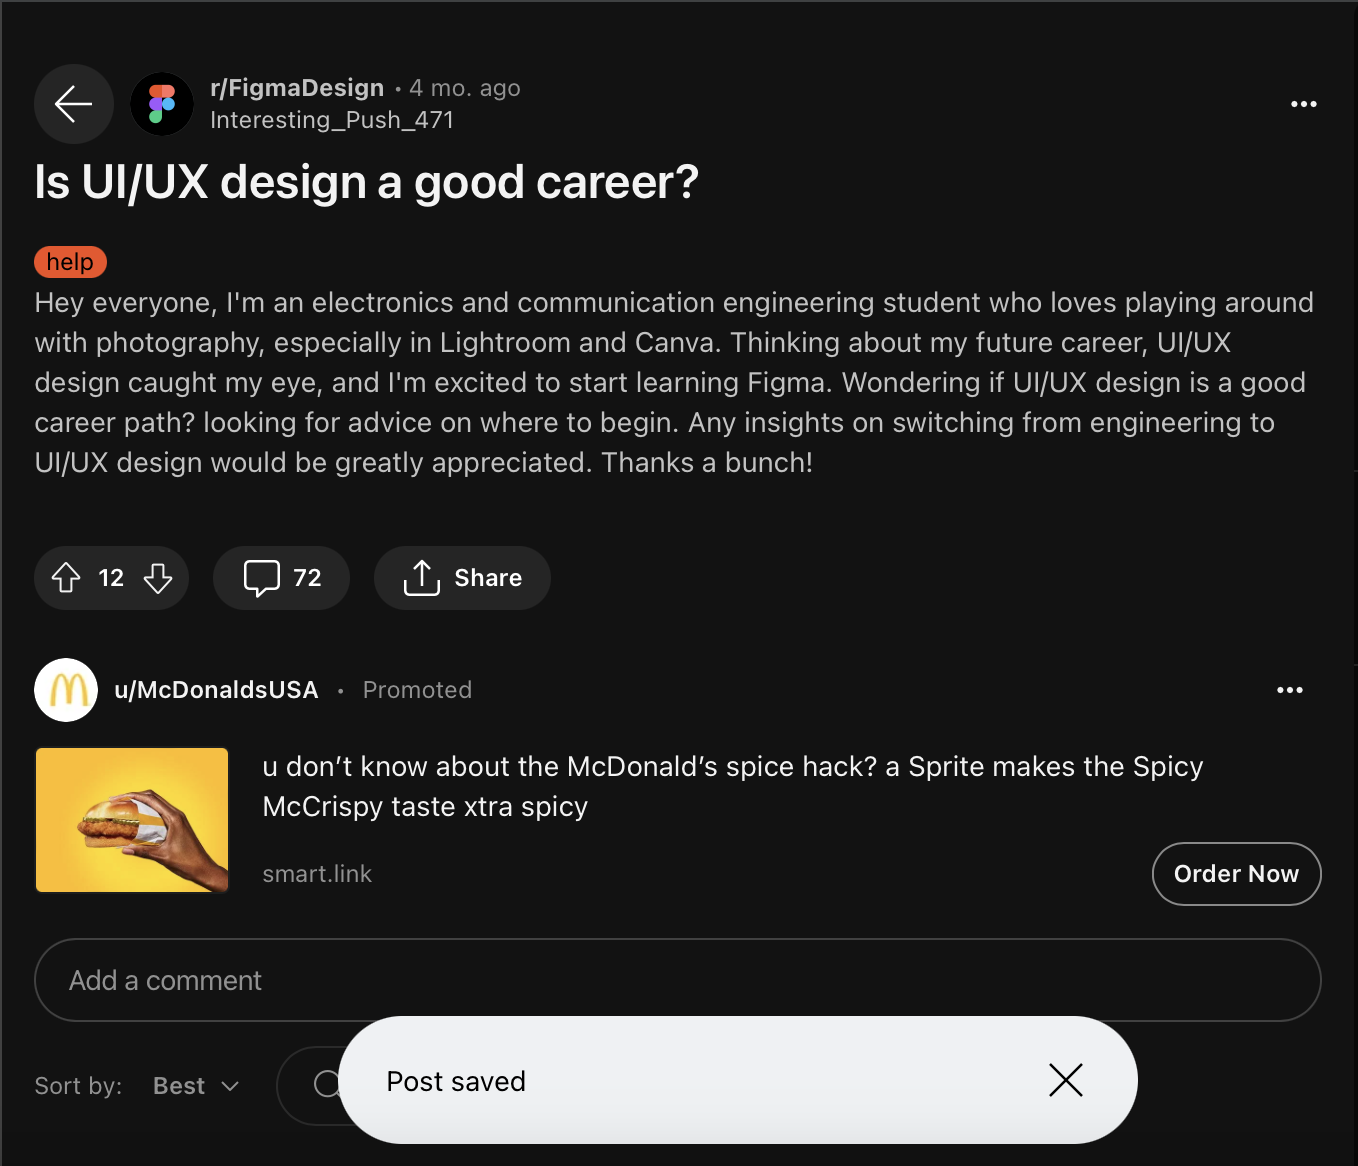 r/FigmaDesign • 4 mo. ago
Interesting_Push_471
Is UI/UX design a good career?
help
Hey everyone, I'm an electronics and communication engineering student who loves playing around
with photography, especially in Lightroom and Canva. Thinking about my future career, UI/UX
design caught my eye, and I'm excited to start learning Figma. Wondering if UI/UX design is a good
career path? looking for advice on where to begin. Any insights on switching from engineering to
UI/UX design would be greatly appreciated. Thanks a bunch!
12 72 Share
u/McDonaldsUSA • Promoted
u don’t know about the McDonald’s spice hack? a Sprite makes the Spicy
McCrispy taste xtra spicy
smart.link
Order Now
Add a comment
Sort by: Best
Post saved